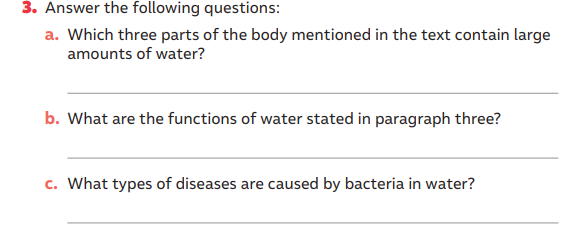 3. Answer the following questions:
a. Which three parts of the body mentioned in the text contain large
amounts of water?
b. What are the functions of water stated in paragraph three?
c. What types of diseases are caused by bacteria in water?